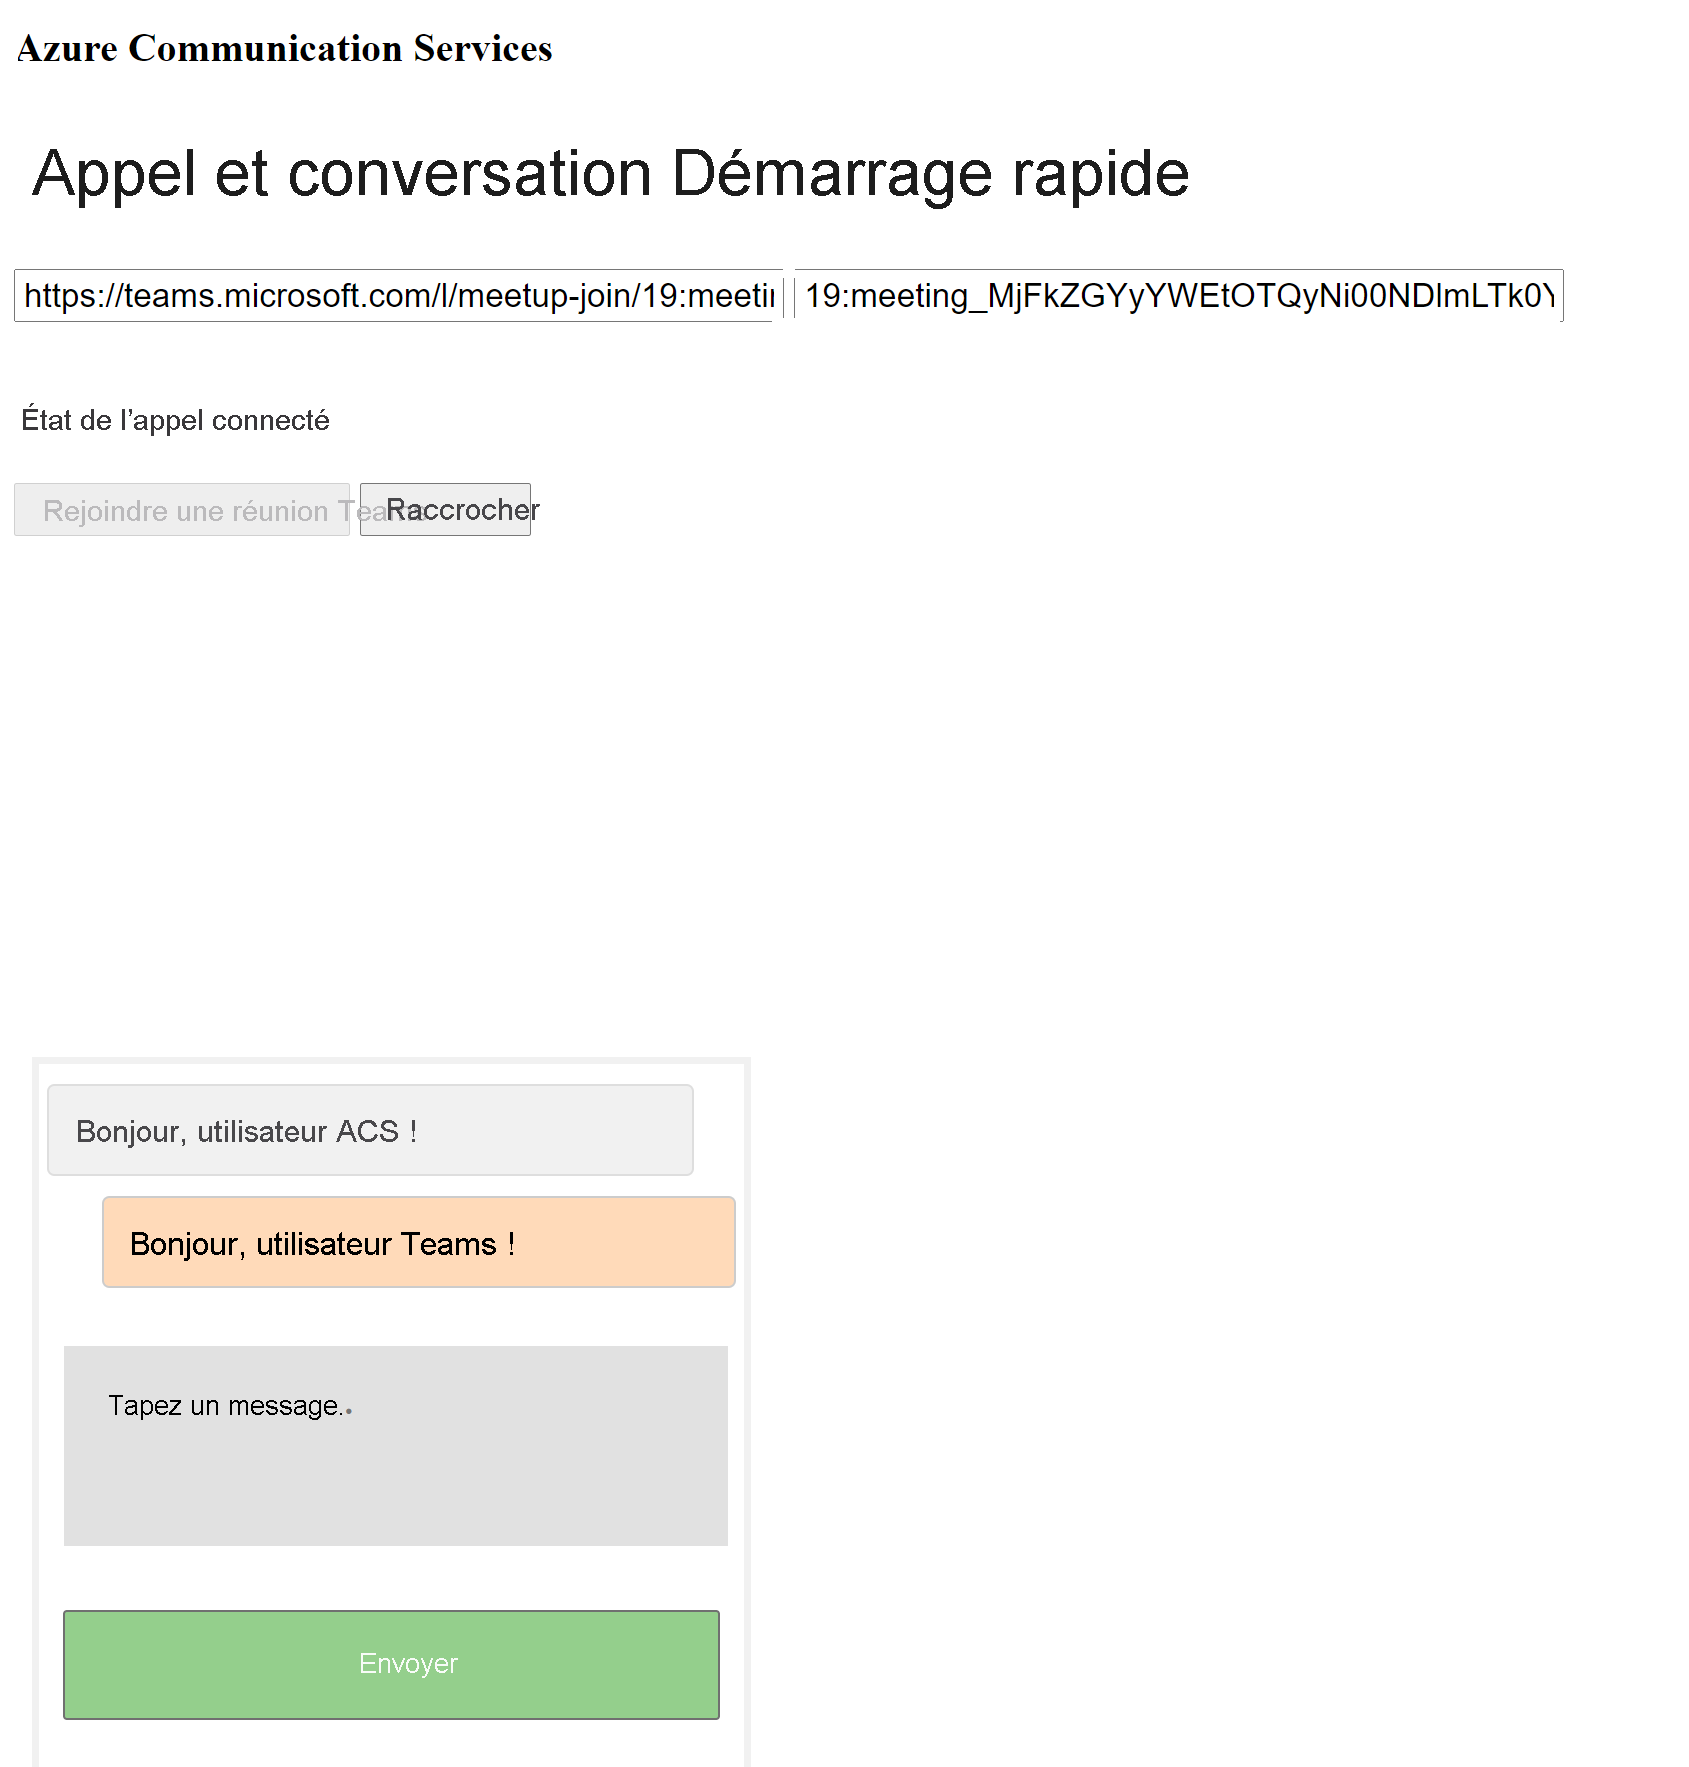 Azure Communication Services
Appel et conversation Démarrage rapide
https://teams.microsoft.com/l/meetup-join/19:meetin 19:meeting_MjFkZGYyYWEtOTQyNi00NDlmLTk0Y
État de l’appel connecté
Rejoindre une réunion Teams Raccrocher
Bonjour, utilisateur ACS !
Bonjour, utilisateur Teams !
Tapez un message..
Envoyer